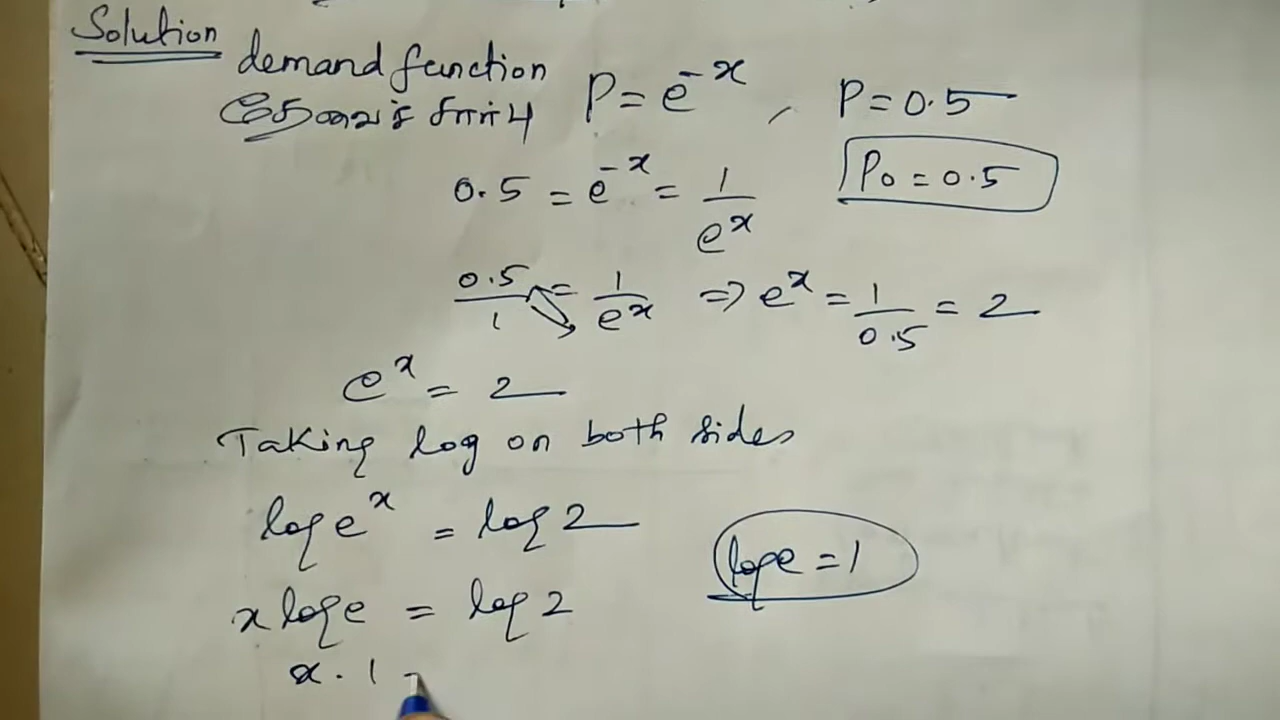 Solution
demand function
தேவைச் சார்பு P = e^-x , P = 0.5
P0 = 0.5
0.5 = e^-x = 1/e^x
0.5/1 = 1/e^x ⇒ e^x = 1/0.5 = 2
e^x = 2
Taking log on both sides
log e^x = log 2
log e = 1
x log e = log 2
x . 1 =